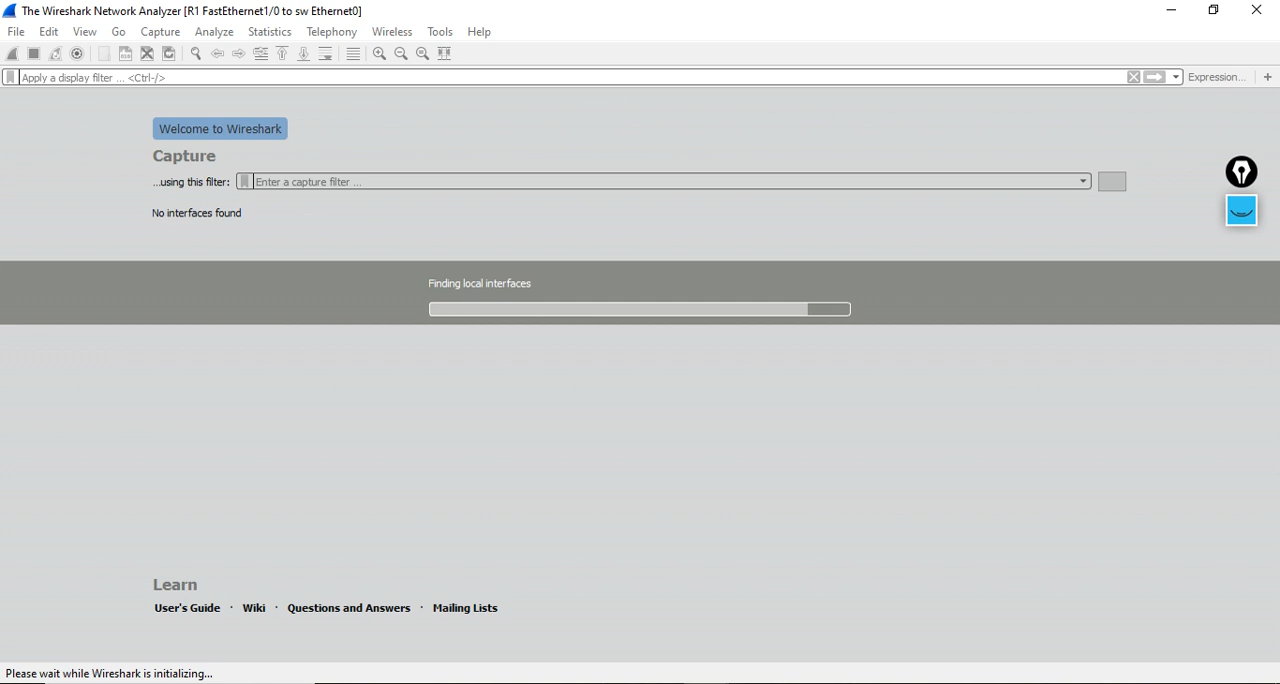 The Wireshark Network Analyzer [R1 FastEthernet1/0 to sw Ethernet0]
File Edit View Go Capture Analyze Statistics Telephony Wireless Tools Help
Apply a display filter ... <Ctrl-/> Expression... +
Welcome to Wireshark
Capture
...using this filter: Enter a capture filter ...
No interfaces found
Finding local interfaces
Learn
User's Guide · Wiki · Questions and Answers · Mailing Lists
Please wait while Wireshark is initializing...